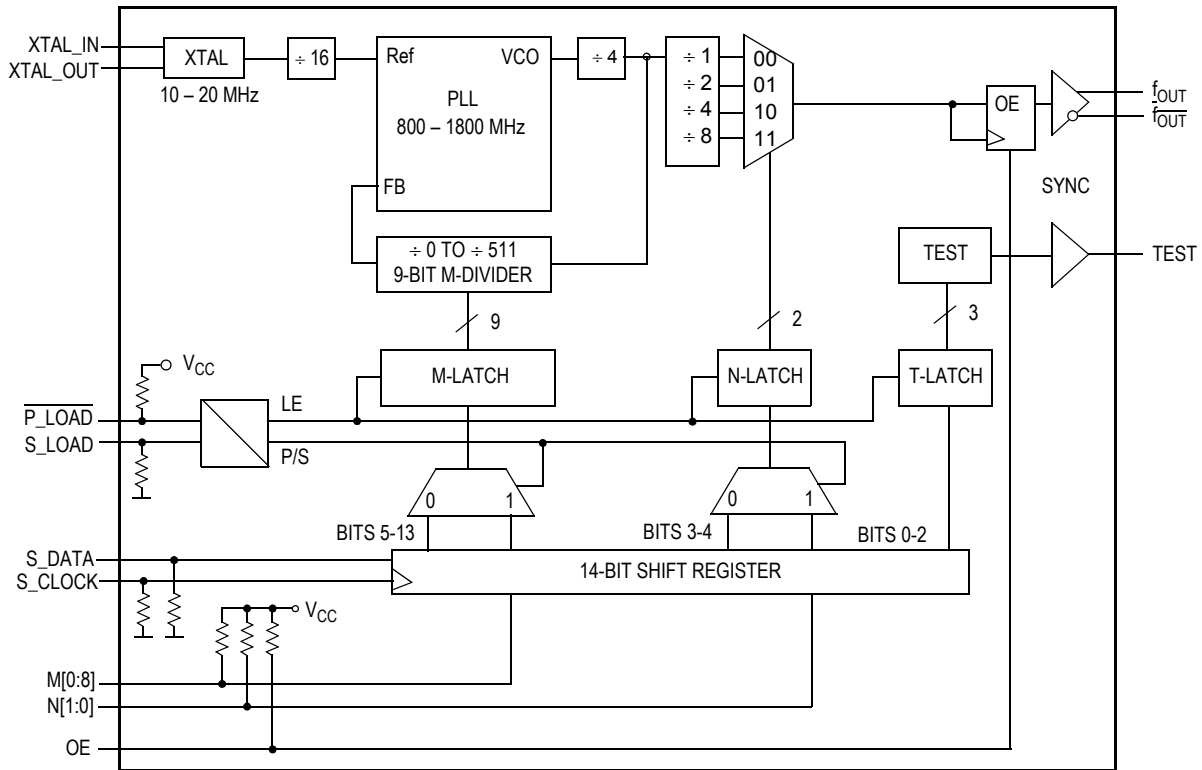 XTAL_IN
XTAL_OUT
XTAL
10 – 20 MHz
÷ 16
Ref
VCO
PLL
800 – 1800 MHz
FB
÷ 4
÷ 1
÷ 2
÷ 4
÷ 8
00
01
10
11
OE
fOUT
fOUT
SYNC
÷ 0 TO ÷ 511
9-BIT M-DIVIDER
TEST
TEST
9
2
3
VCC
M-LATCH
N-LATCH
T-LATCH
P_LOAD
S_LOAD
LE
P/S
0
1
0
1
BITS 5-13
BITS 3-4
BITS 0-2
S_DATA
S_CLOCK
14-BIT SHIFT REGISTER
VCC
M[0:8]
N[1:0]
OE